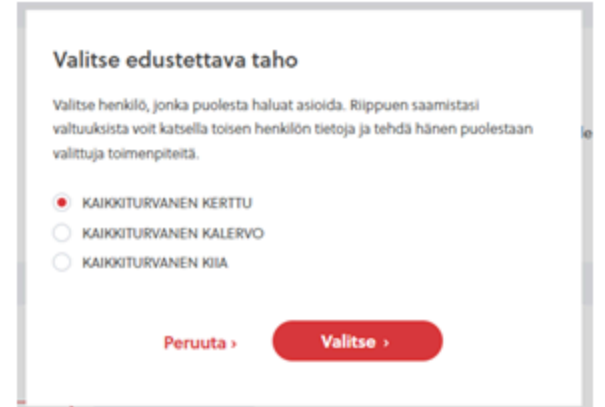 Valitse edustettava taho
Valitse henkilö, jonka puolesta haluat asioida. Riippuen saamistasi
valtuuksista voit katsella toisen henkilön tietoja ja tehdä hänen puolestaan
valittuja toimenpiteitä.
KAIKKITURVANEN KERTTU
KAIKKITURVANEN KALERVO
KAIKKITURVANEN KIIA
Peruuta ›
Valitse ›